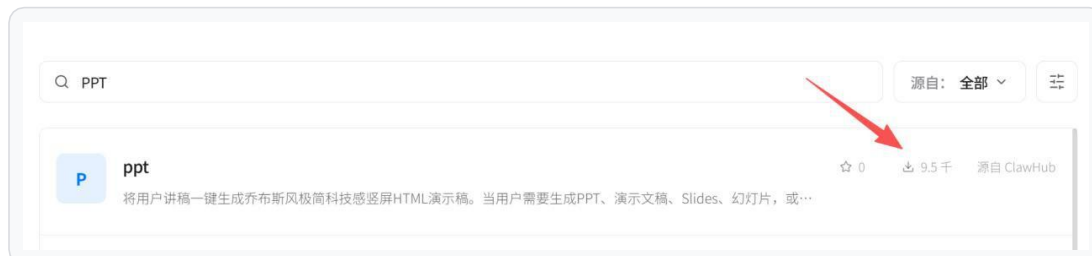 PPT
源自: 全部
P
ppt
0
9.5 千
源自 ClawHub
将用户讲稿一键生成乔布斯风极简科技感竖屏HTML演示稿。当用户需要生成PPT、演示文稿、Slides、幻灯片，或…